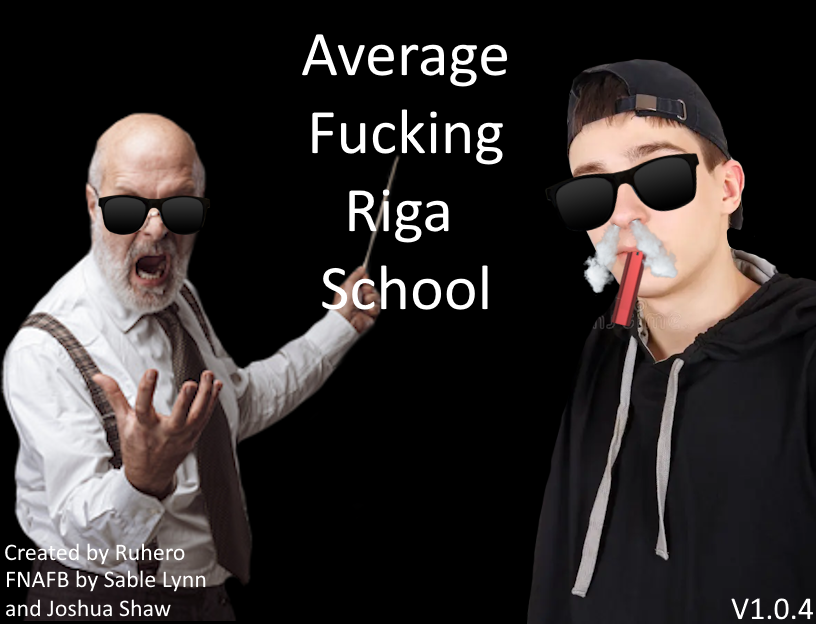 Average
Fucking
Riga
School
Created by Ruhero
FNAFB by Sable Lynn
and Joshua Shaw
V1.0.4